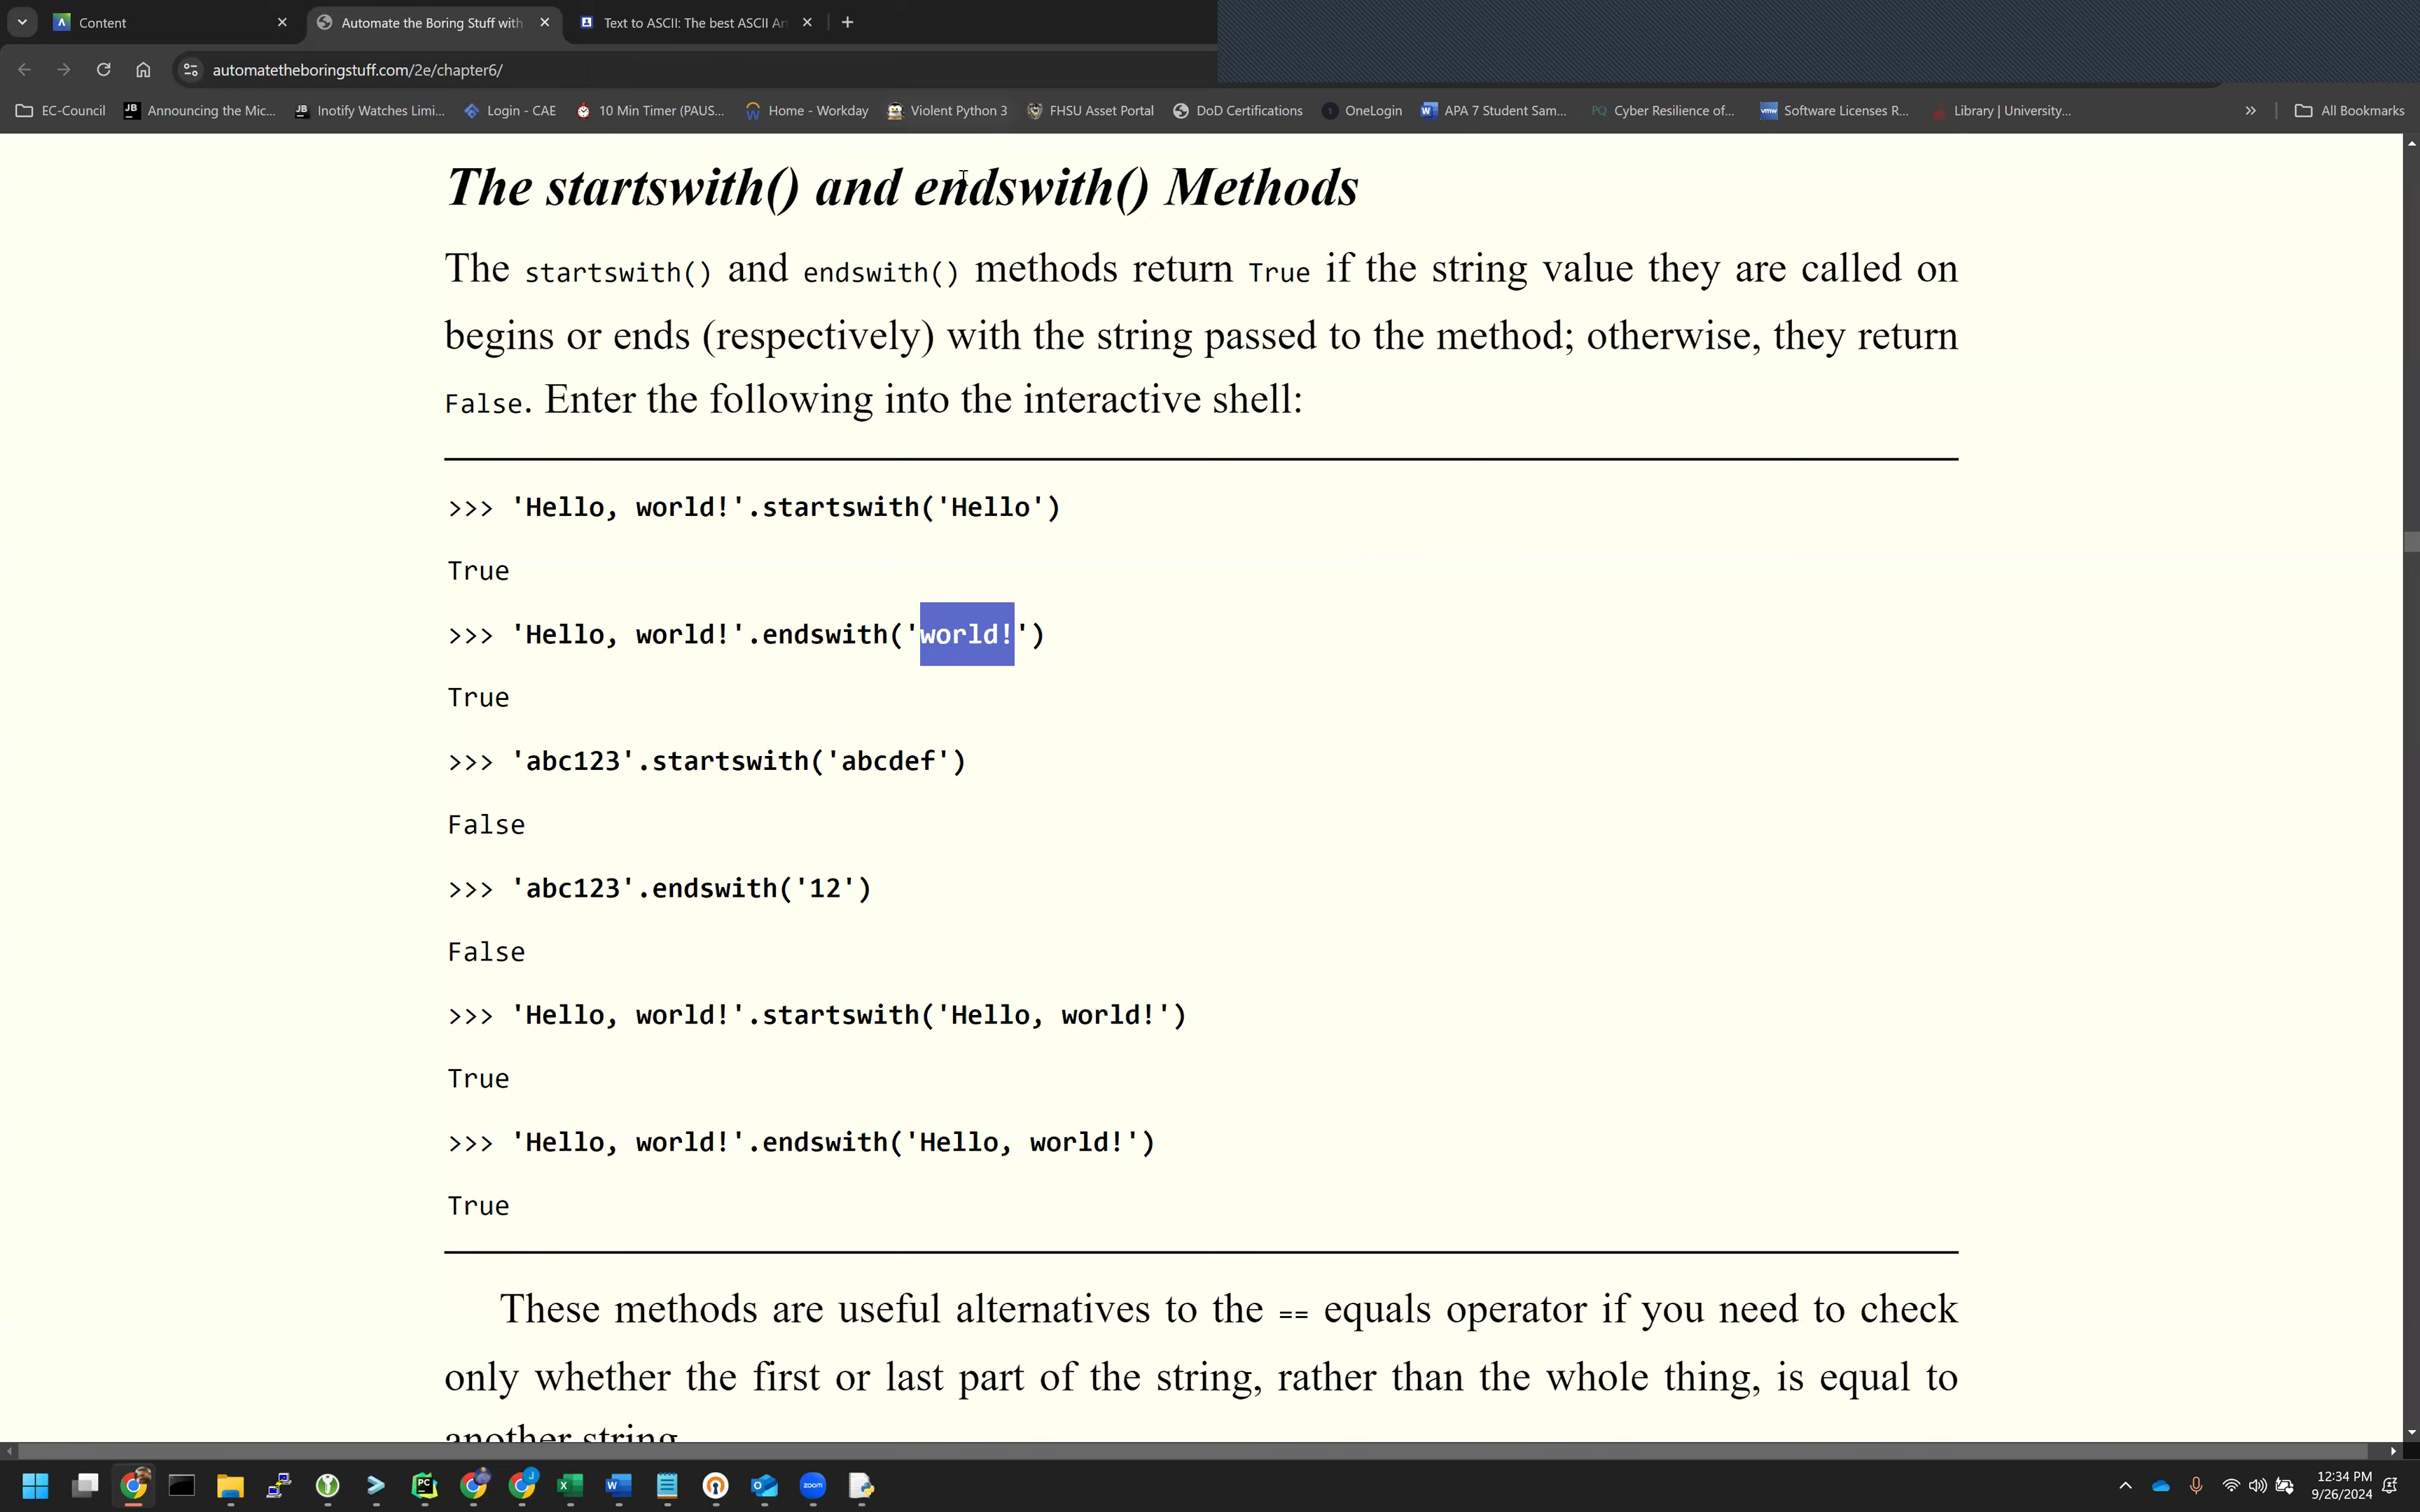 Content
Automate the Boring Stuff with
Text to ASCII: The best ASCII Ar
automatetheboringstuff.com/2e/chapter6/
EC-Council
Announcing the Mic...
Inotify Watches Limi...
Login - CAE
10 Min Timer (PAUS...
Home - Workday
Violent Python 3
FHSU Asset Portal
DoD Certifications
OneLogin
APA 7 Student Sam...
Cyber Resilience of...
Software Licenses R...
Library | University...
All Bookmarks
The startswith() and endswith() Methods
The startswith() and endswith() methods return True if the string value they are called on
begins or ends (respectively) with the string passed to the method; otherwise, they return
False. Enter the following into the interactive shell:
>>> 'Hello, world!'.startswith('Hello')
True
>>> 'Hello, world!'.endswith('world!')
True
>>> 'abc123'.startswith('abcdef')
False
>>> 'abc123'.endswith('12')
False
>>> 'Hello, world!'.startswith('Hello, world!')
True
>>> 'Hello, world!'.endswith('Hello, world!')
True
These methods are useful alternatives to the == equals operator if you need to check
only whether the first or last part of the string, rather than the whole thing, is equal to
another string.
12:34 PM
9/26/2024